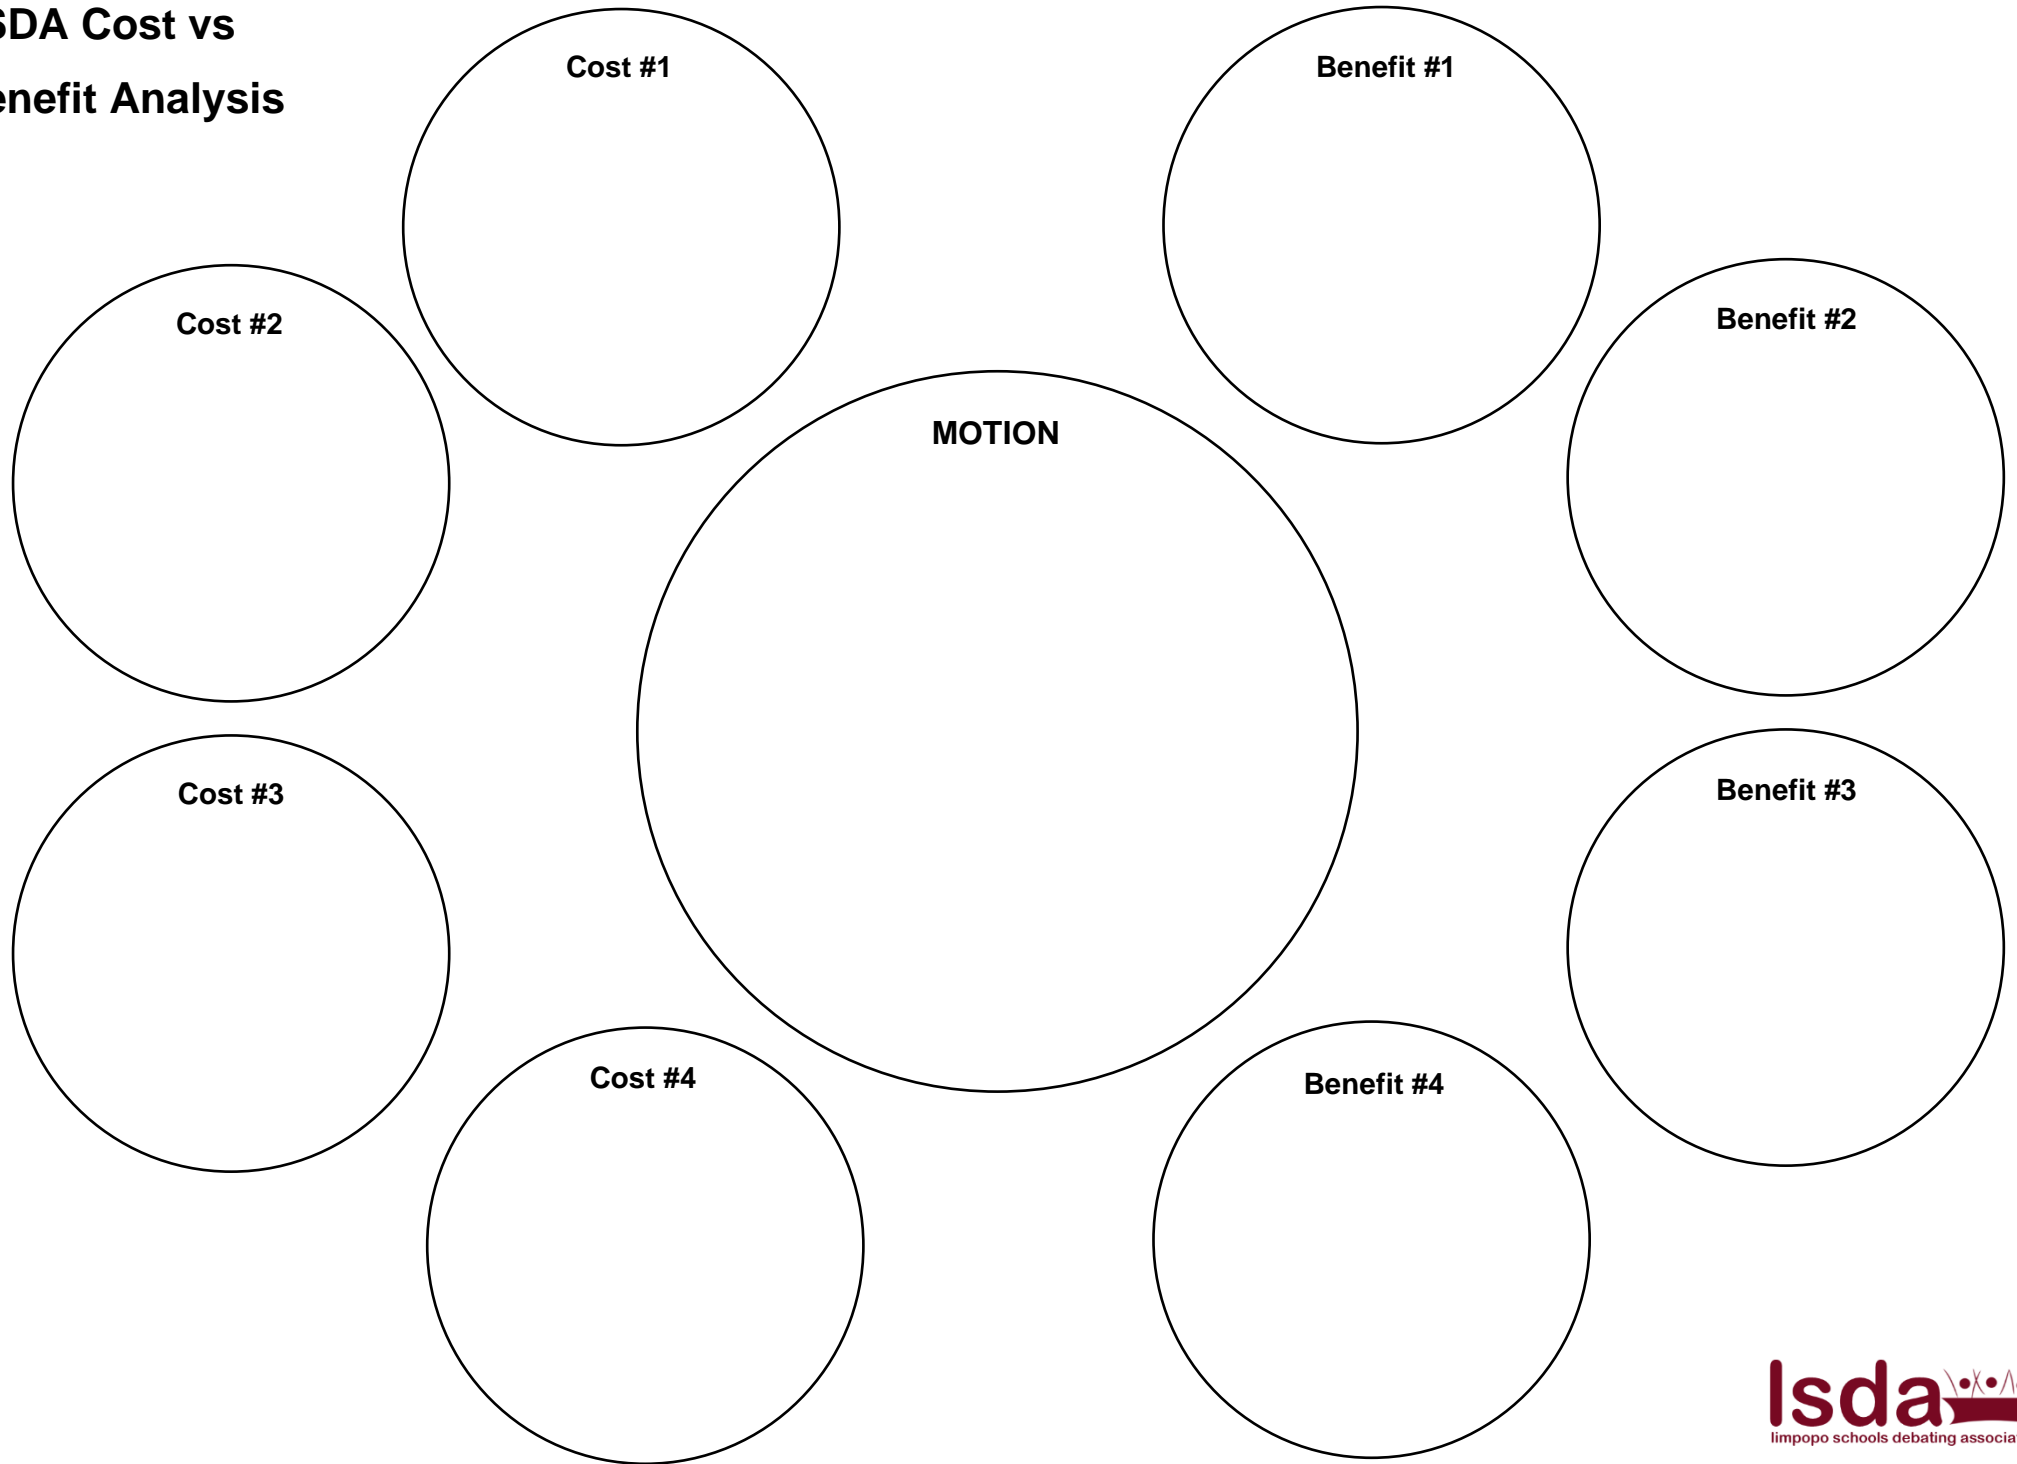 SDA Cost vs
enefit Analysis
Cost #1
Benefit #1
Cost #2
Benefit #2
MOTION
Cost #3
Benefit #3
Cost #4
Benefit #4
lsda
limpopo schools debating associa